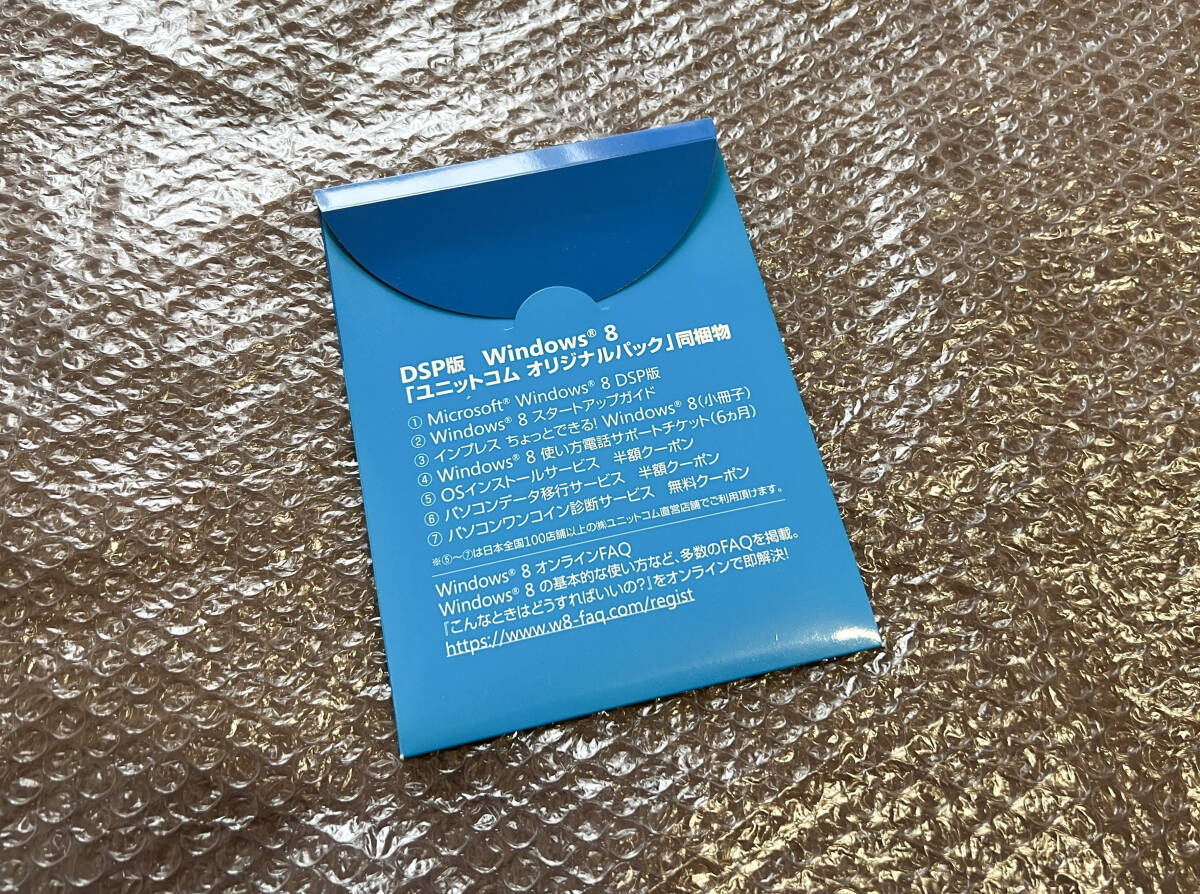 DSP版 Windows® 8
「ユニットコム オリジナルパック」同梱物
① Microsoft® Windows® 8 DSP版
② Windows® 8 スタートアップガイド
③ インプレス ちょっとできる! Windows® 8(小冊子)
④ Windows® 8 使い方電話サポートチケット(6ヵ月)
⑤ OSインストールサービス 半額クーポン
⑥ パソコンデータ移行サービス 半額クーポン
⑦ パソコンワンコイン診断サービス 無料クーポン
※⑤〜⑦は日本全国100店舗以上の㈱ユニットコム直営店舗でご利用頂けます。
Windows® 8 オンラインFAQ
Windows® 8 の基本的な使い方など、多数のFAQを掲載。
『こんなときはどうすればいいの?』をオンラインで即解決!
https://www.w8-faq.com/regist